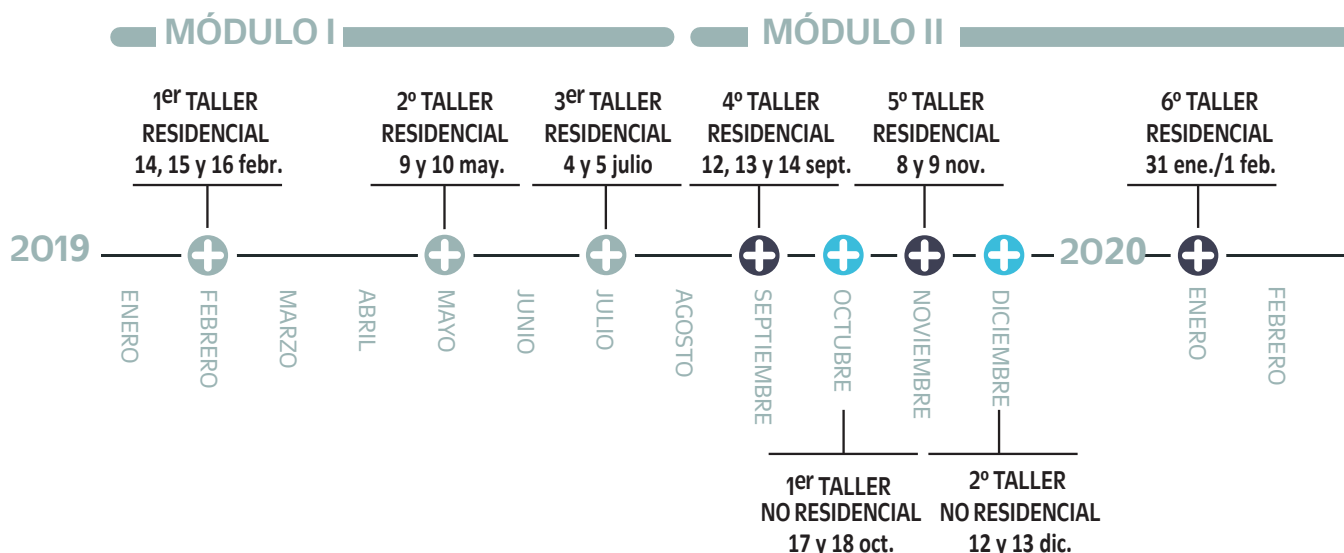 MÓDULO I
MÓDULO II
1er TALLER
RESIDENCIAL
14, 15 y 16 febr.
2º TALLER
RESIDENCIAL
9 y 10 may.
3er TALLER
RESIDENCIAL
4 y 5 julio
4º TALLER
RESIDENCIAL
12, 13 y 14 sept.
5º TALLER
RESIDENCIAL
8 y 9 nov.
6º TALLER
RESIDENCIAL
31 ene./1 feb.
2019
2020
ENERO
FEBRERO
MARZO
ABRIL
MAYO
JUNIO
JULIO
AGOSTO
SEPTIEMBRE
OCTUBRE
NOVIEMBRE
DICIEMBRE
ENERO
FEBRERO
1er TALLER
NO RESIDENCIAL
17 y 18 oct.
2º TALLER
NO RESIDENCIAL
12 y 13 dic.